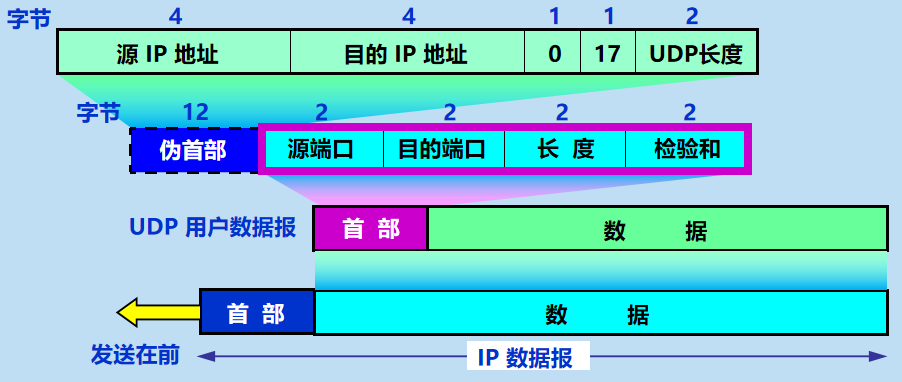 字节 4 4 1 1 2
源 IP 地址 目的 IP 地址 0 17 UDP长度
字节 12 2 2 2 2
伪首部 源端口 目的端口 长 度 检验和
UDP 用户数据报 首 部 数 据
首 部 数 据
发送在前 IP 数据报